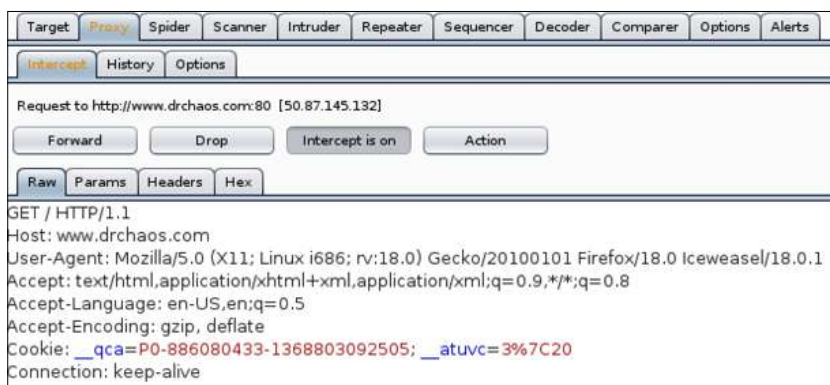 Target Proxy Spider Scanner Intruder Repeater Sequencer Decoder Comparer Options Alerts
Intercept History Options
Request to http://www.drchaos.com:80 [50.87.145.132]
Forward Drop Intercept is on Action
Raw Params Headers Hex
GET / HTTP/1.1
Host: www.drchaos.com
User-Agent: Mozilla/5.0 (X11; Linux i686; rv:18.0) Gecko/20100101 Firefox/18.0 Iceweasel/18.0.1
Accept: text/html,application/xhtml+xml,application/xml;q=0.9,*/*;q=0.8
Accept-Language: en-US,en;q=0.5
Accept-Encoding: gzip, deflate
Cookie: __qca=P0-886080433-1368803092505; __atuvc=3%7C20
Connection: keep-alive